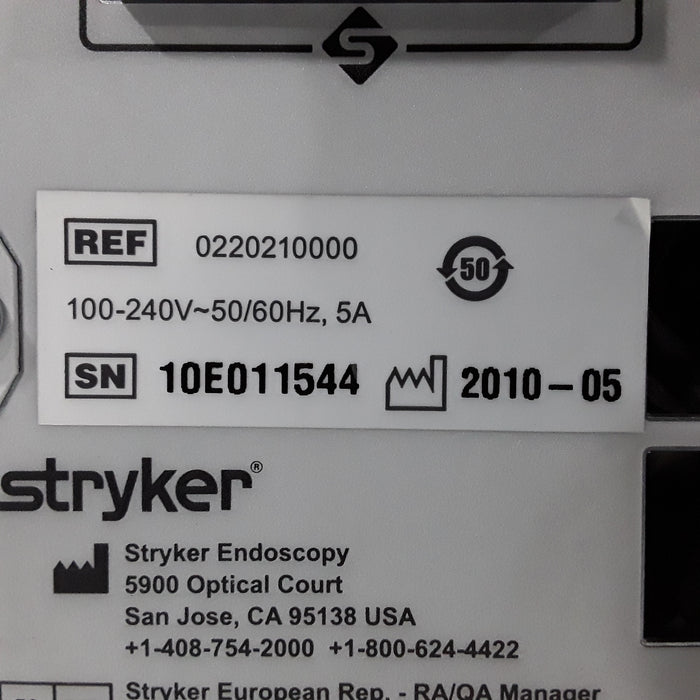 S
REF 0220210000
50
100-240V~50/60Hz, 5A
SN 10E011544 2010-05
stryker®
Stryker Endoscopy
5900 Optical Court
San Jose, CA 95138 USA
+1-408-754-2000 +1-800-624-4422
Stryker European Rep. - RA/QA Manager